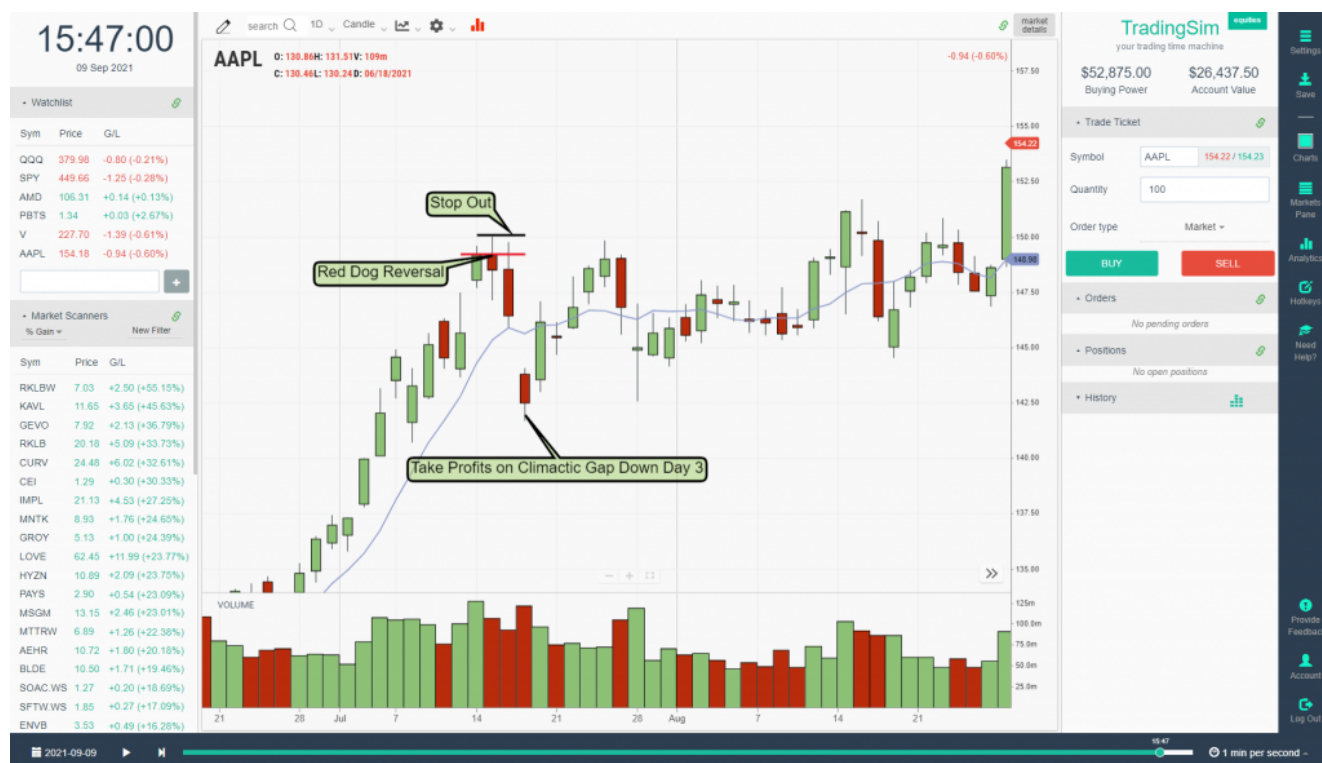 15:47:00
09 Sep 2021
Watchlist
Sym Price G/L
QQQ 379.98 -0.80 (-0.21%)
SPY 449.66 -1.25 (-0.28%)
AMD 106.31 +0.14 (+0.13%)
PBTS 1.34 +0.03 (+2.67%)
V 227.70 -1.39 (-0.61%)
AAPL 154.18 -0.94 (-0.60%)
+
Market Scanners
% Gain New Filter
Sym Price G/L
RKLBW 7.03 +2.50 (+55.15%)
KAVL 11.65 +3.65 (+45.63%)
GEVO 7.92 +2.13 (+36.79%)
RKLB 20.18 +5.09 (+33.73%)
CURV 24.48 +6.02 (+32.61%)
CEI 1.29 +0.30 (+30.33%)
IMPL 21.13 +4.53 (+27.25%)
MNTK 8.93 +1.76 (+24.65%)
GROY 5.13 +1.00 (+24.39%)
LOVE 62.45 +11.99 (+23.77%)
HYZN 10.89 +2.09 (+23.75%)
PAYS 2.90 +0.54 (+23.09%)
MSGM 13.15 +2.46 (+23.01%)
MTTRW 6.89 +1.26 (+22.38%)
AEHR 10.72 +1.80 (+20.18%)
BLDE 10.50 +1.71 (+19.46%)
SOAC.WS 1.27 +0.20 (+18.69%)
SFTW.WS 1.85 +0.27 (+17.09%)
ENVB 3.53 +0.49 (+16.28%)
search 1D Candle
market
details
AAPL O: 130.86H: 131.51V: 109m
C: 130.46L: 130.24D: 06/18/2021
-0.94 (-0.60%)
157.50
155.00
154.22
152.50
150.00
148.98
147.50
145.00
142.50
140.00
137.50
135.00
Stop Out
Red Dog Reversal
Take Profits on Climactic Gap Down Day 3
VOLUME
125m
100.0m
75.0m
50.0m
25.0m
21 28 Jul 7 14 21 28 Aug 7 14 21
TradingSim
equities
your trading time machine
$52,875.00 $26,437.50
Buying Power Account Value
Trade Ticket
Symbol AAPL 154.22 / 154.23
Quantity 100
Order type Market
BUY SELL
Orders
No pending orders
Positions
No open positions
History
Settings
Save
Charts
Markets
Pane
Analytics
Hotkeys
Need
Help?
Provide
Feedbac
Account
Log Out
2021-09-09
15:47
1 min per second